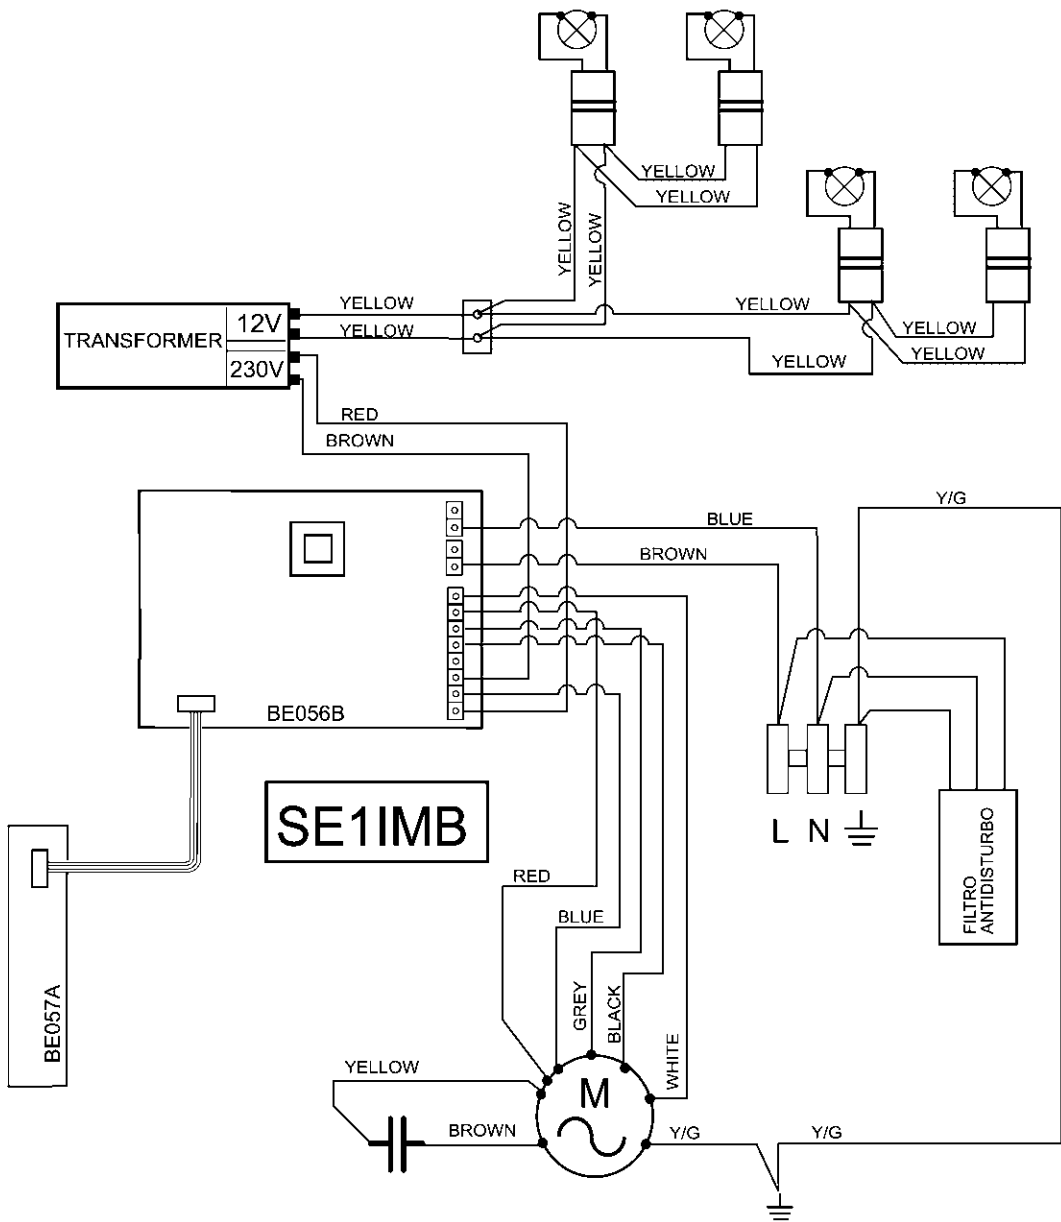 YELLOW
YELLOW
YELLOW
YELLOW
YELLOW
YELLOW
YELLOW
YELLOW
YELLOW
YELLOW
TRANSFORMER
12V
230V
RED
BROWN
Y/G
BLUE
BROWN
BE056B
SE1IMB
L N
RED
FILTRO
ANTIDISTURBO
BLUE
GREY
BLACK
BE057A
WHITE
YELLOW
M
BROWN
Y/G
Y/G